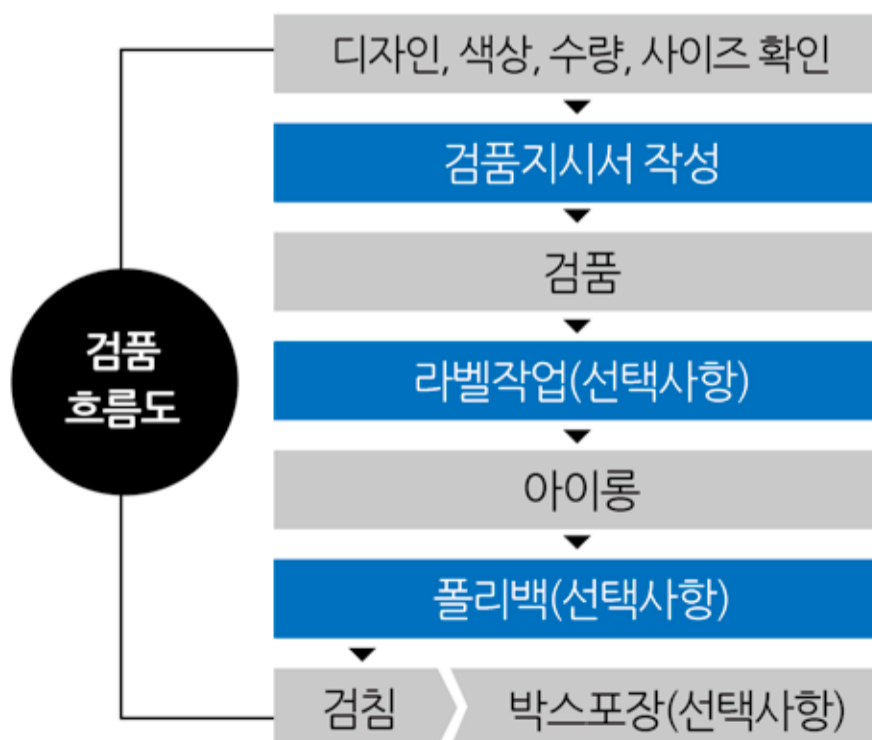 디자인, 색상, 수량, 사이즈 확인
검품지시서 작성
검품
라벨작업(선택사항)
아이롱
폴리백(선택사항)
검침
박스포장(선택사항)
검품
흐름도